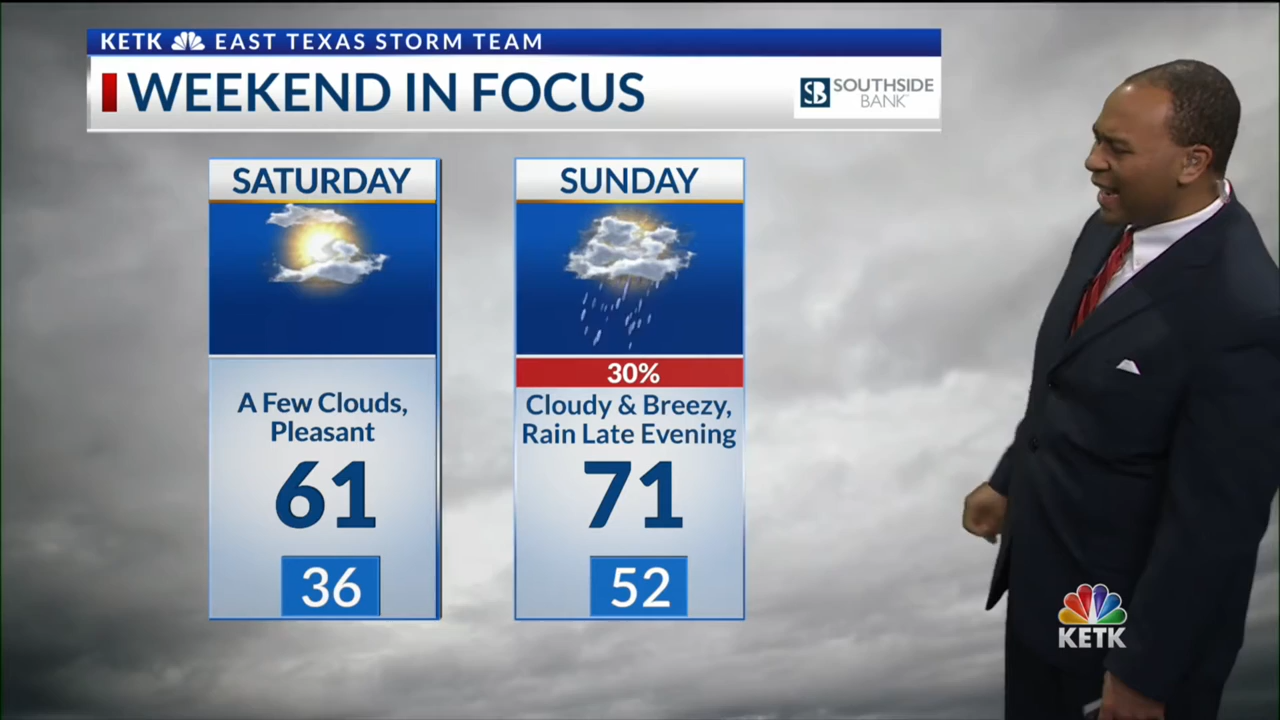 KETK EAST TEXAS STORM TEAM
WEEKEND IN FOCUS
SB SOUTHSIDE
BANK
SATURDAY
A Few Clouds,
Pleasant
61
36
SUNDAY
30%
Cloudy & Breezy,
Rain Late Evening
71
52
KETK